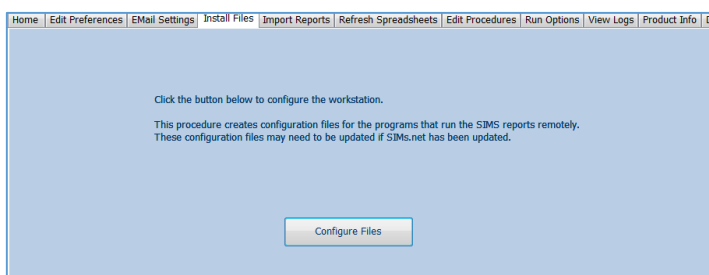 Home Edit Preferences EMail Settings Install Files Import Reports Refresh Spreadsheets Edit Procedures Run Options View Logs Product Info
Click the button below to configure the workstation.
This procedure creates configuration files for the programs that run the SIMS reports remotely.
These configuration files may need to be updated if SIMs.net has been updated.
Configure Files